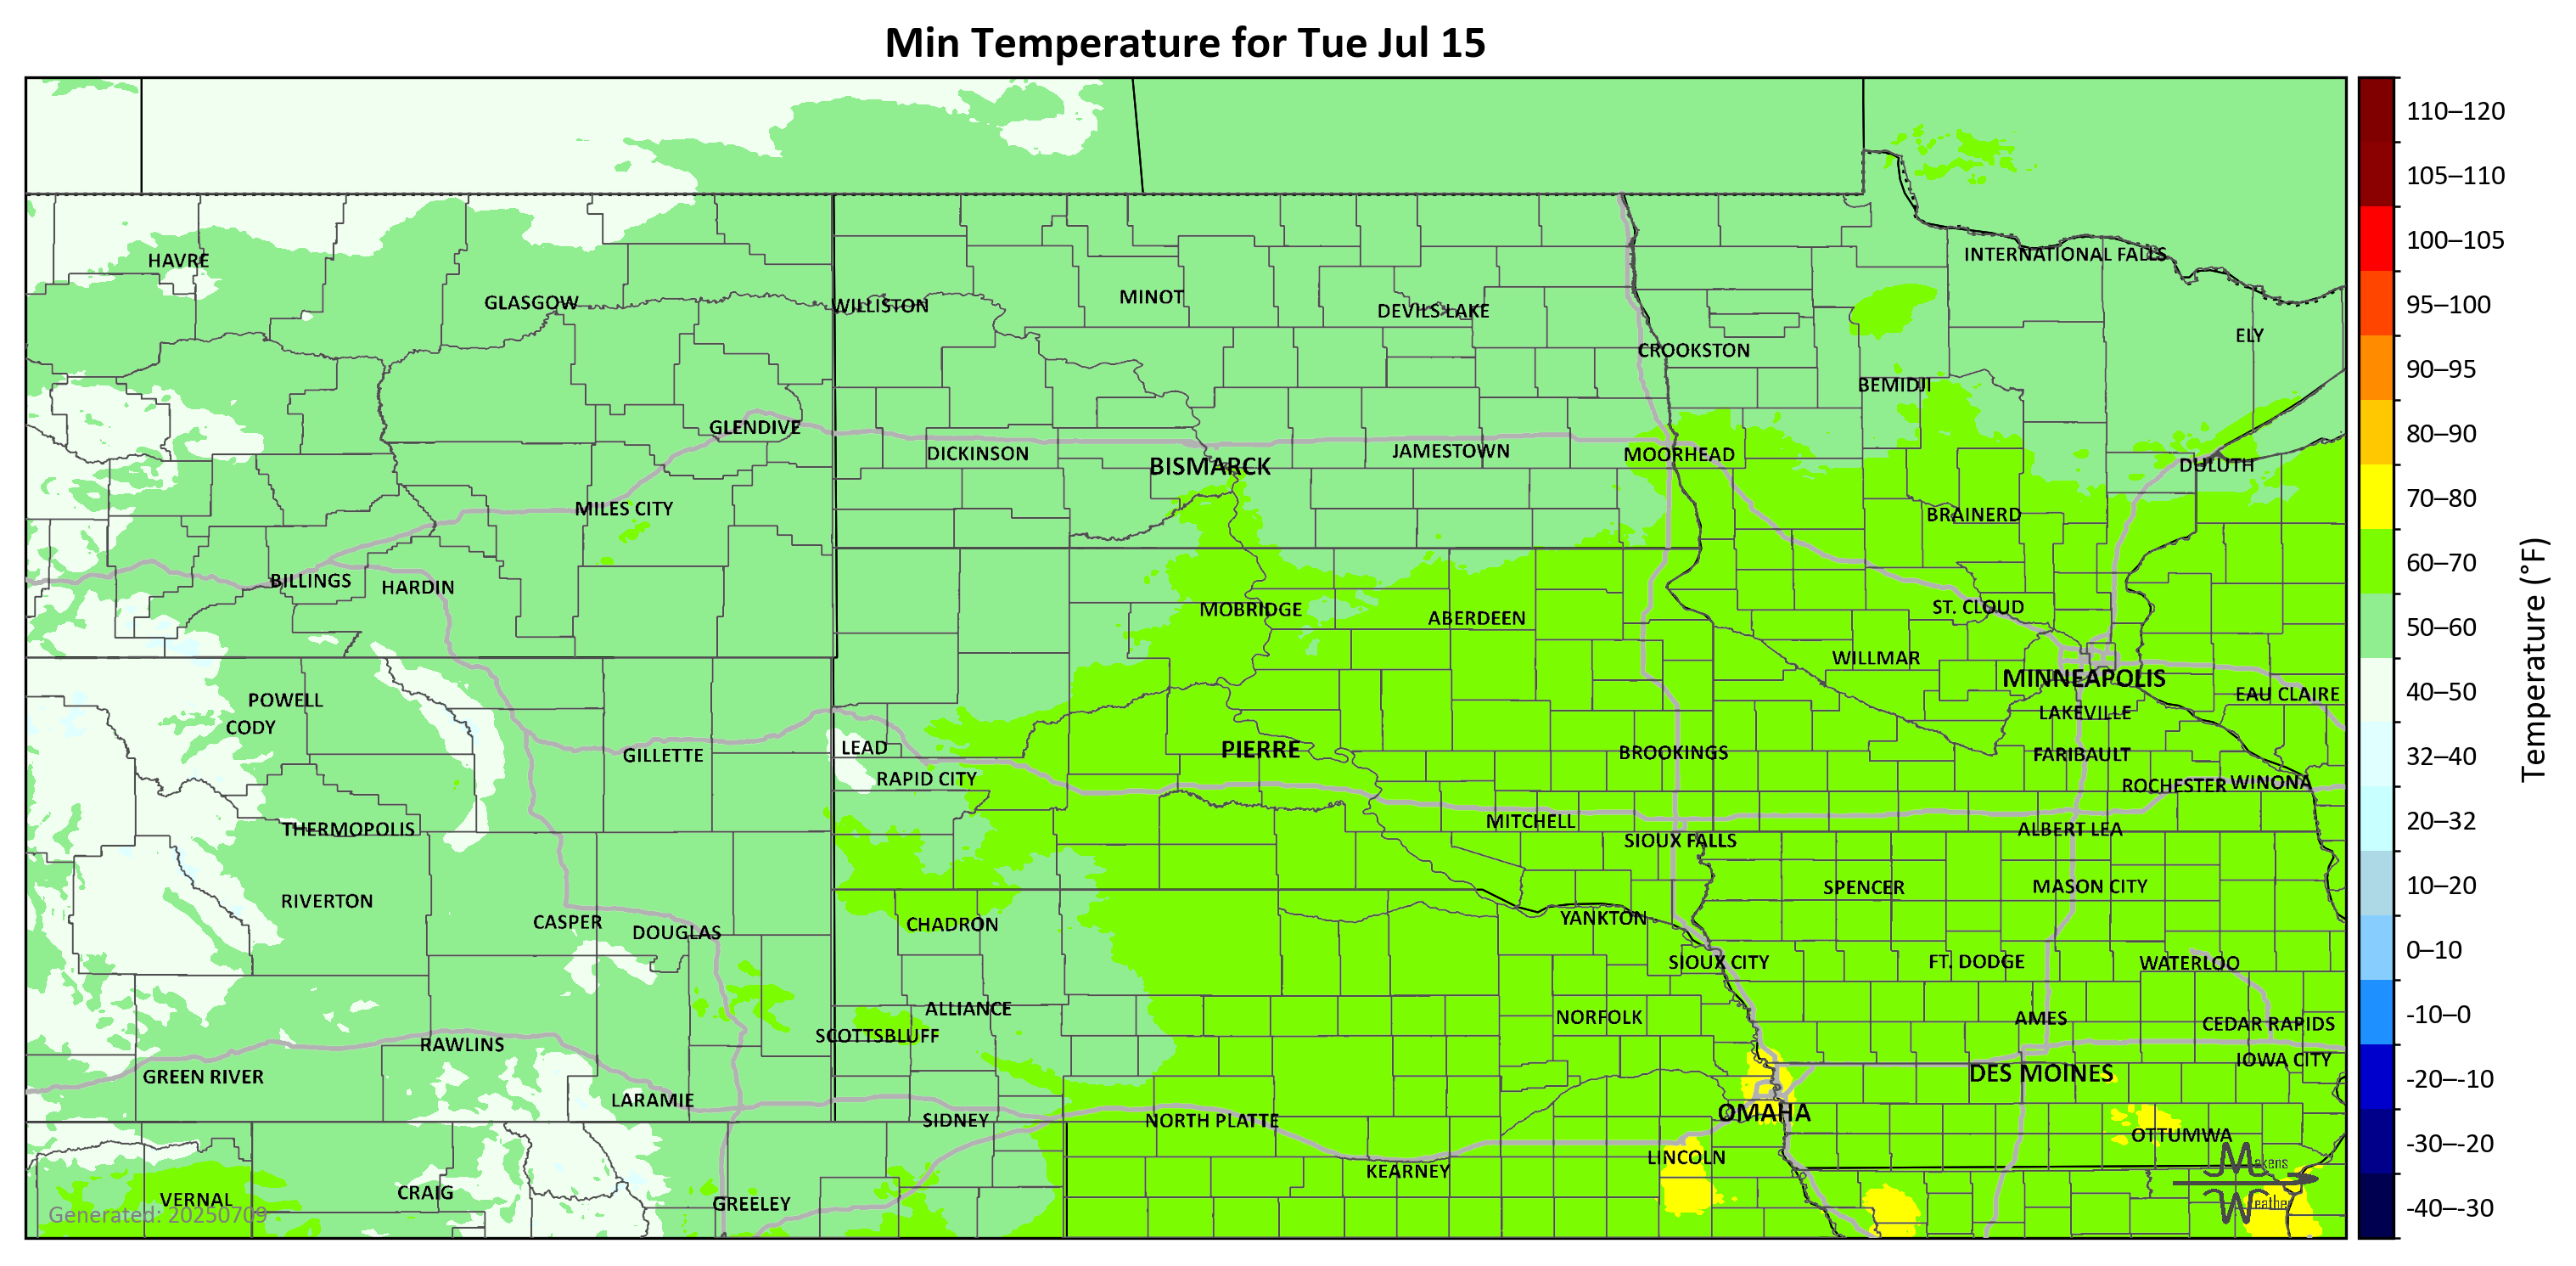 Min Temperature for Tue Jul 15
110—120
105—110
100—105
95—100
90—95
80—90
70—80
60—70
50—60
40—50
32—40
20—32
10—20
0—10
-10—0
-20—-10
-30—-20
-40—-30
Temperature (°F)
HAVRE
INTERNATIONAL FALLS
GLASGOW
WILLISTON
MINOT
DEVILS LAKE
ELY
CROOKSTON
BEMIDJI
GLENDIVE
DICKINSON
BISMARCK
JAMESTOWN
MOORHEAD
DULUTH
MILES CITY
BRAINERD
BILLINGS
HARDIN
MOBRIDGE
ABERDEEN
ST. CLOUD
WILLMAR
MINNEAPOLIS
EAU CLAIRE
POWELL
CODY
LAKEVILLE
GILLETTE
LEAD
PIERRE
BROOKINGS
FARIBAULT
RAPID CITY
ROCHESTER
WINONA
THERMOPOLIS
MITCHELL
SIOUX FALLS
ALBERT LEA
SPENCER
MASON CITY
RIVERTON
CASPER
DOUGLAS
CHADRON
YANKTON
SIOUX CITY
FT. DODGE
WATERLOO
ALLIANCE
NORFOLK
AMES
CEDAR RAPIDS
SCOTTSBLUFF
RAWLINS
IOWA CITY
GREEN RIVER
DES MOINES
LARAMIE
SIDNEY
NORTH PLATTE
OMAHA
OTTUMWA
LINCOLN
KEARNEY
VERNAL
CRAIG
GREELEY
Makens
Weather
Generated: 20250709